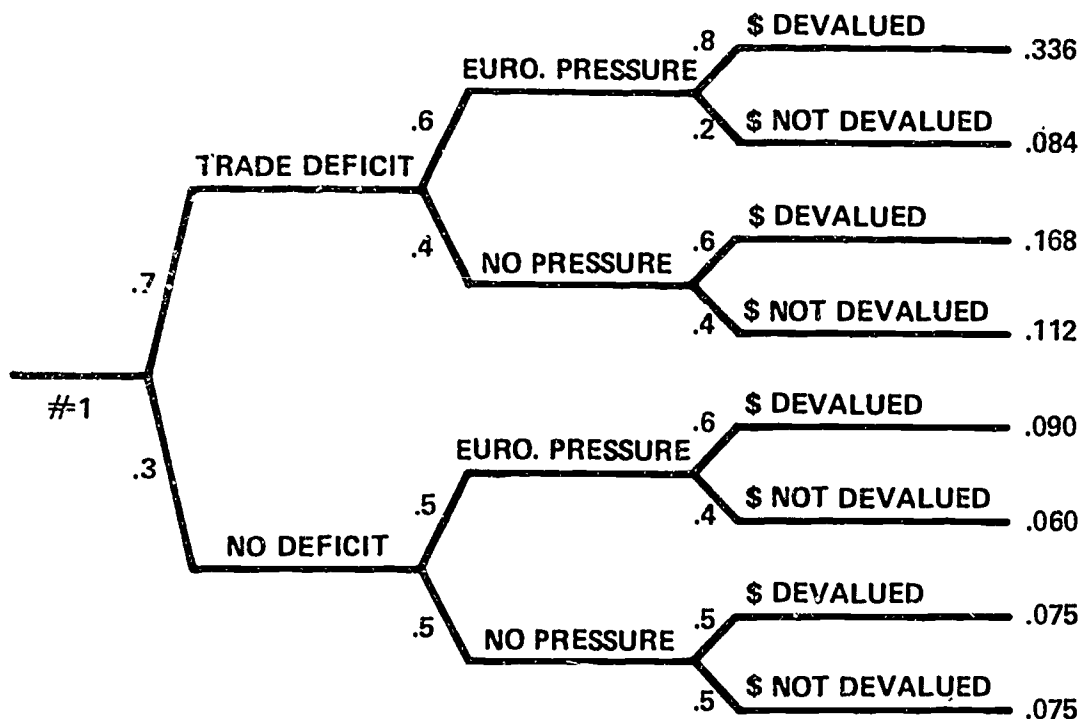 $ DEVALUED
.8
.336
EURO. PRESSURE
.6
.2
$ NOT DEVALUED
.084
TRADE DEFICIT
$ DEVALUED
.4
.6
.168
NO PRESSURE
.7
$ NOT DEVALUED
.4
.112
#1
$ DEVALUED
.6
.090
EURO. PRESSURE
.3
.5
.4
$ NOT DEVALUED
.060
NO DEFICIT
$ DEVALUED
.5
.5
.075
NO PRESSURE
.5
$ NOT DEVALUED
.075